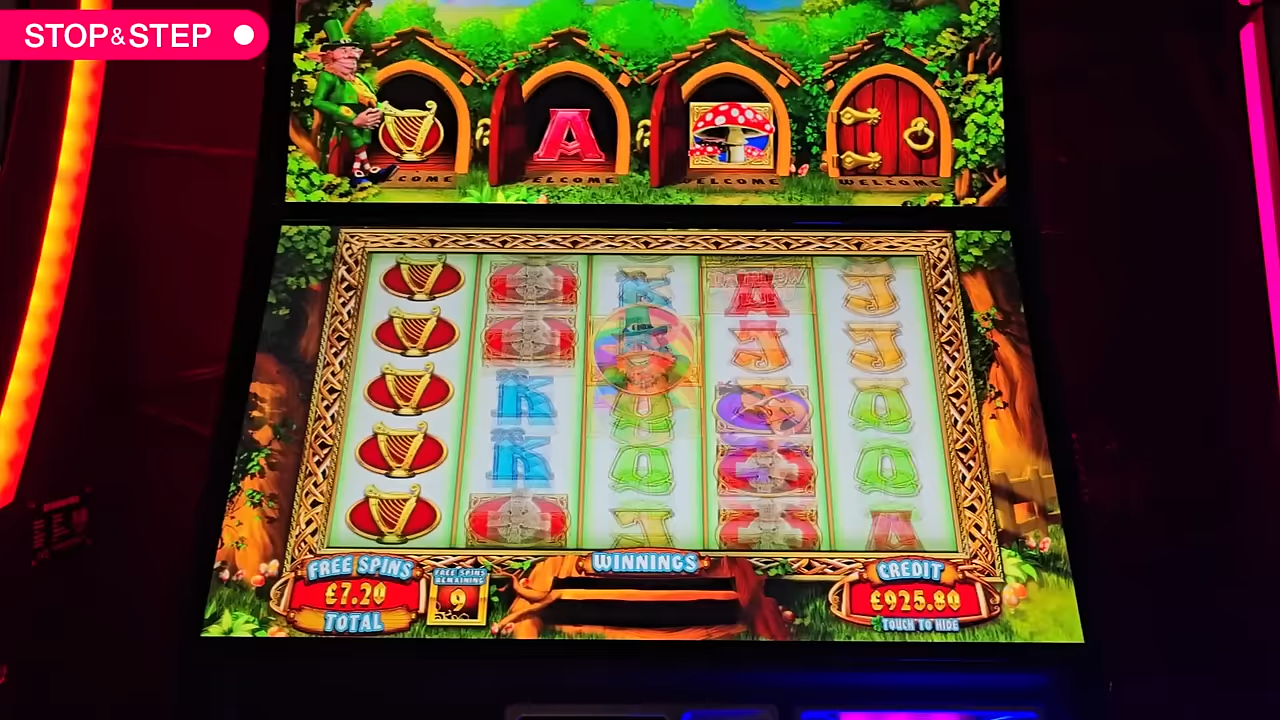 STOP&STEP
A
COME
WELCOME
WELCOME
WELCOME
K
A
J
J
J
K
Q
Q
K
Q
Q
J
A
FREE SPINS
£7.20
TOTAL
FREE SPINS
REMAINING
9
WINNINGS
CREDIT
£925.80
TOUCH TO HIDE